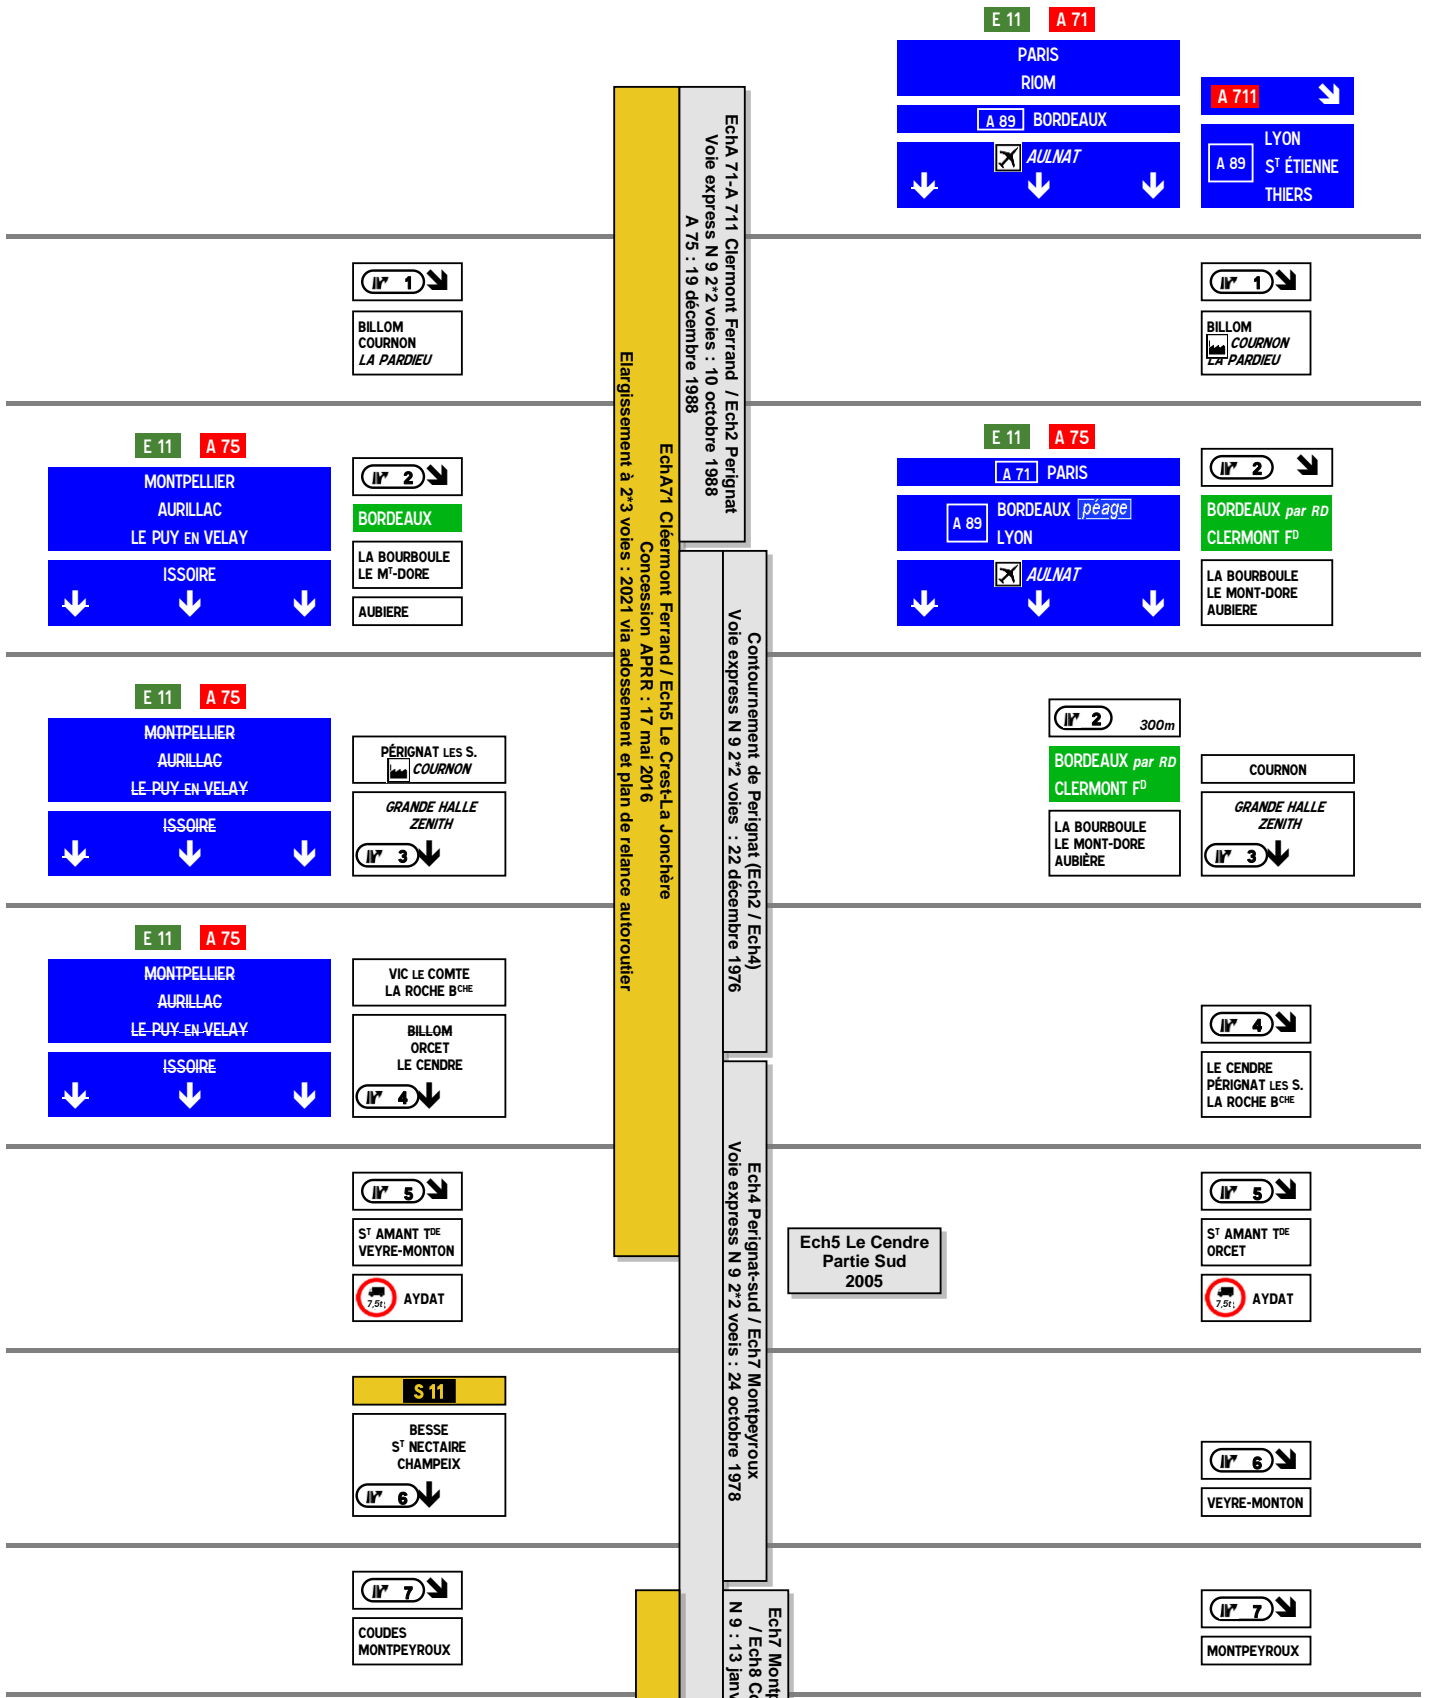 E 11 A 71
PARIS
RIOM
A 89 BORDEAUX
AULNAT
A 711
A 89
LYON
Sᵀ ÉTIENNE
THIERS
EchA 71-A 711 Clermont Ferrand / Ech2 Perignat
Voie express N 9 2*2 voies : 10 octobre 1988
A 75 : 19 décembre 1988
EchA71 Cléermont Ferrand / Ech5 Le Crest-La Jonchère
Concession APRR : 17 mai 2016
Elargissement à 2*3 voies : 2021 via adossement et plan de relance autoroutier
1
BILLOM
COURNON
LA PARDIEU
1
BILLOM
COURNON
LA PARDIEU
E 11 A 75
MONTPELLIER
AURILLAC
LE PUY EN VELAY
ISSOIRE
2
BORDEAUX
LA BOURBOULE
LE Mᵀ-DORE
AUBIERE
E 11 A 75
A 71 PARIS
A 89
BORDEAUX péage
LYON
AULNAT
2
BORDEAUX par RD
CLERMONT Fᴰ
LA BOURBOULE
LE MONT-DORE
AUBIERE
Contournement de Perignat (Ech2 / Ech4)
Voie express N 9 2*2 voies : 22 décembre 1976
E 11 A 75
MONTPELLIER
AURILLAC
LE PUY EN VELAY
ISSOIRE
PÉRIGNAT LES S.
COURNON
GRANDE HALLE
ZENITH
3
2 300m
BORDEAUX par RD
CLERMONT Fᴰ
LA BOURBOULE
LE MONT-DORE
AUBIÈRE
COURNON
GRANDE HALLE
ZENITH
3
E 11 A 75
MONTPELLIER
AURILLAC
LE PUY EN VELAY
ISSOIRE
VIC LE COMTE
LA ROCHE Bᶜᴴᴱ
BILLOM
ORCET
LE CENDRE
4
4
LE CENDRE
PÉRIGNAT LES S.
LA ROCHE Bᶜᴴᴱ
Ech4 Perignat-sud / Ech7 Montpeyroux
Voie express N 9 2*2 voeis : 24 octobre 1978
5
Sᵀ AMANT Tᴰᴱ
VEYRE-MONTON
7,5t
AYDAT
Ech5 Le Cendre
Partie Sud
2005
5
Sᵀ AMANT Tᴰᴱ
ORCET
7,5t
AYDAT
S 11
BESSE
Sᵀ NECTAIRE
CHAMPEIX
6
6
VEYRE-MONTON
7
COUDES
MONTPEYROUX
Ech7 Mont
/ Ech8 C
N 9 : 13 janv
7
MONTPEYROUX